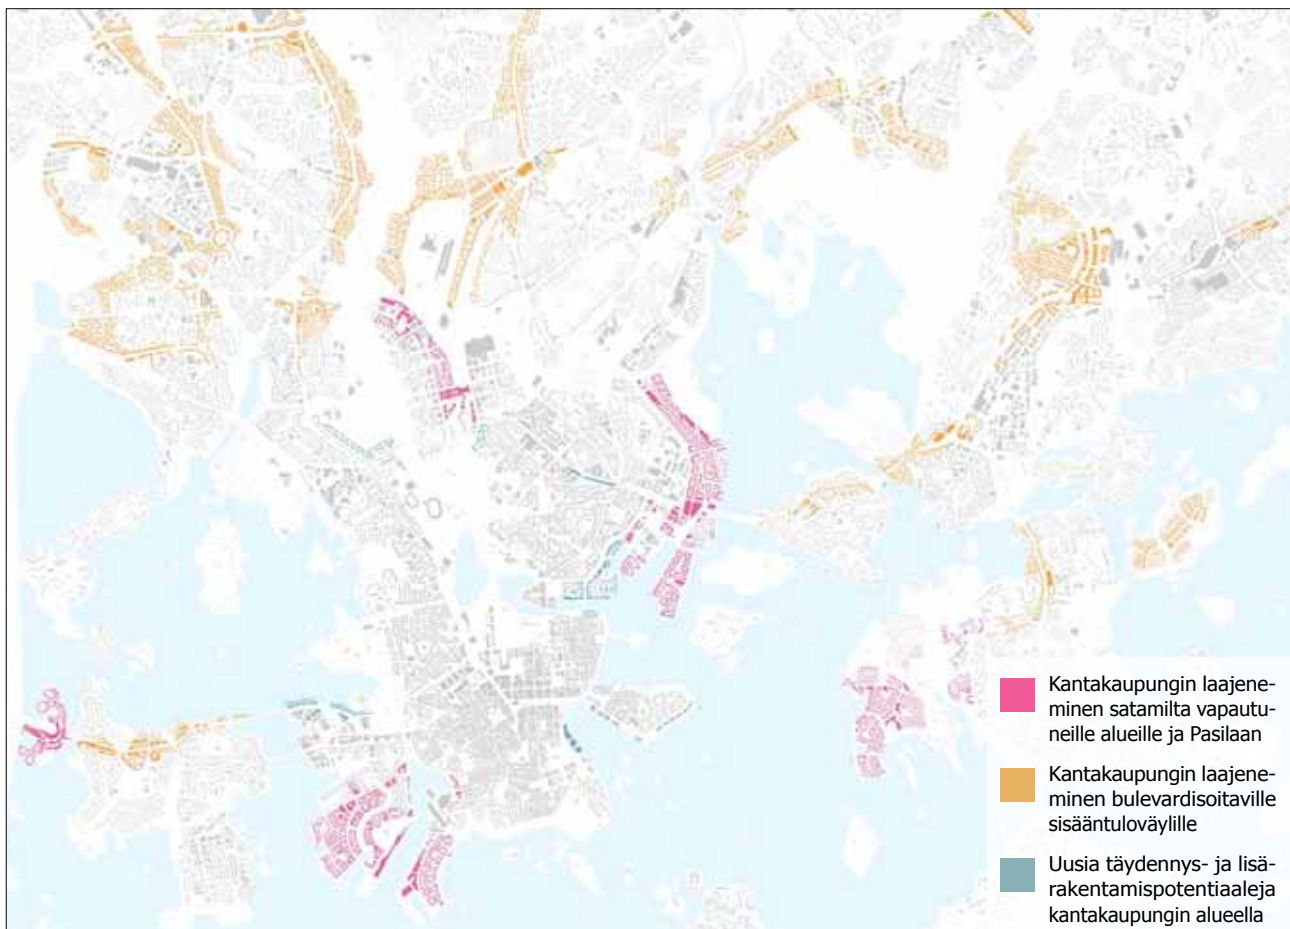 Kantakaupungin laajene-
minen satamilta vapautu-
neille alueille ja Pasilaan
Kantakaupungin laajene-
minen bulevardisoitaville
sisääntuloväylille
Uusia täydennys- ja lisä-
rakentamispotentiaaleja
kantakaupungin alueella